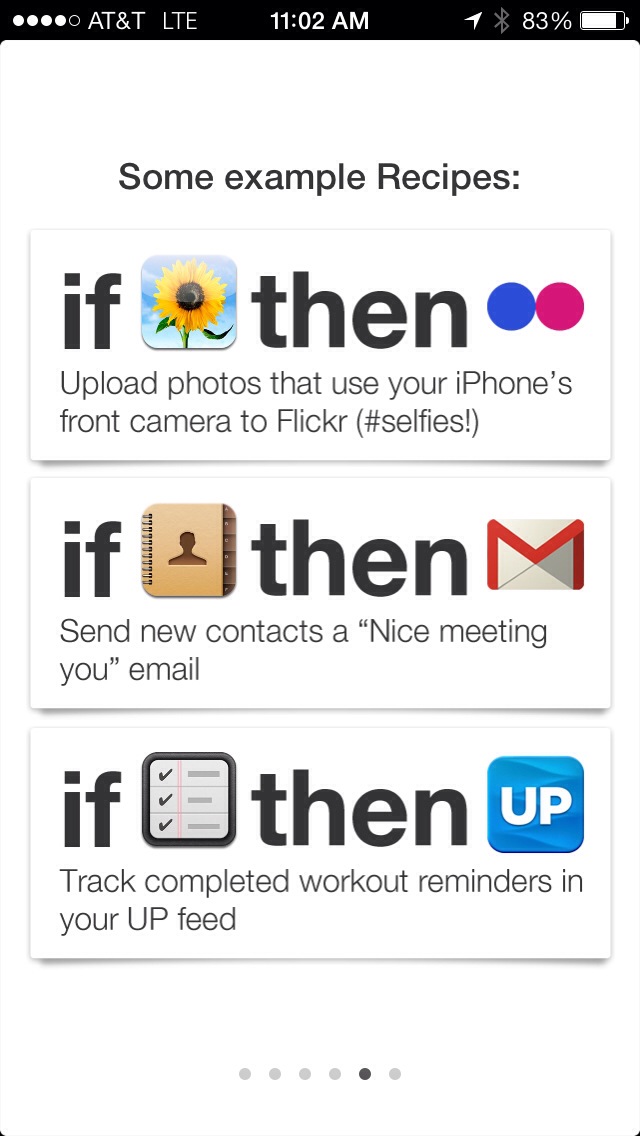 AT&T LTE 11:02 AM 83%
Some example Recipes:
if then
Upload photos that use your iPhone’s
front camera to Flickr (#selfies!)
if then
Send new contacts a “Nice meeting
you” email
if then UP
Track completed workout reminders in
your UP feed